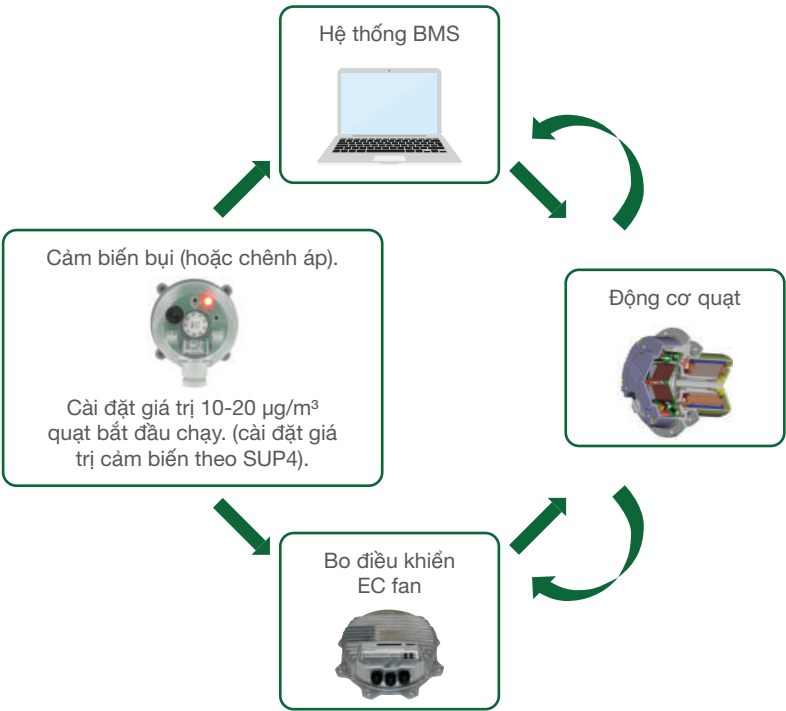 Hệ thống BMS
Cảm biến bụi (hoặc chênh áp).
Cài đặt giá trị 10-20 µg/m³
quạt bắt đầu chạy. (cài đặt giá
trị cảm biến theo SUP4).
Động cơ quạt
Bo điều khiển
EC fan